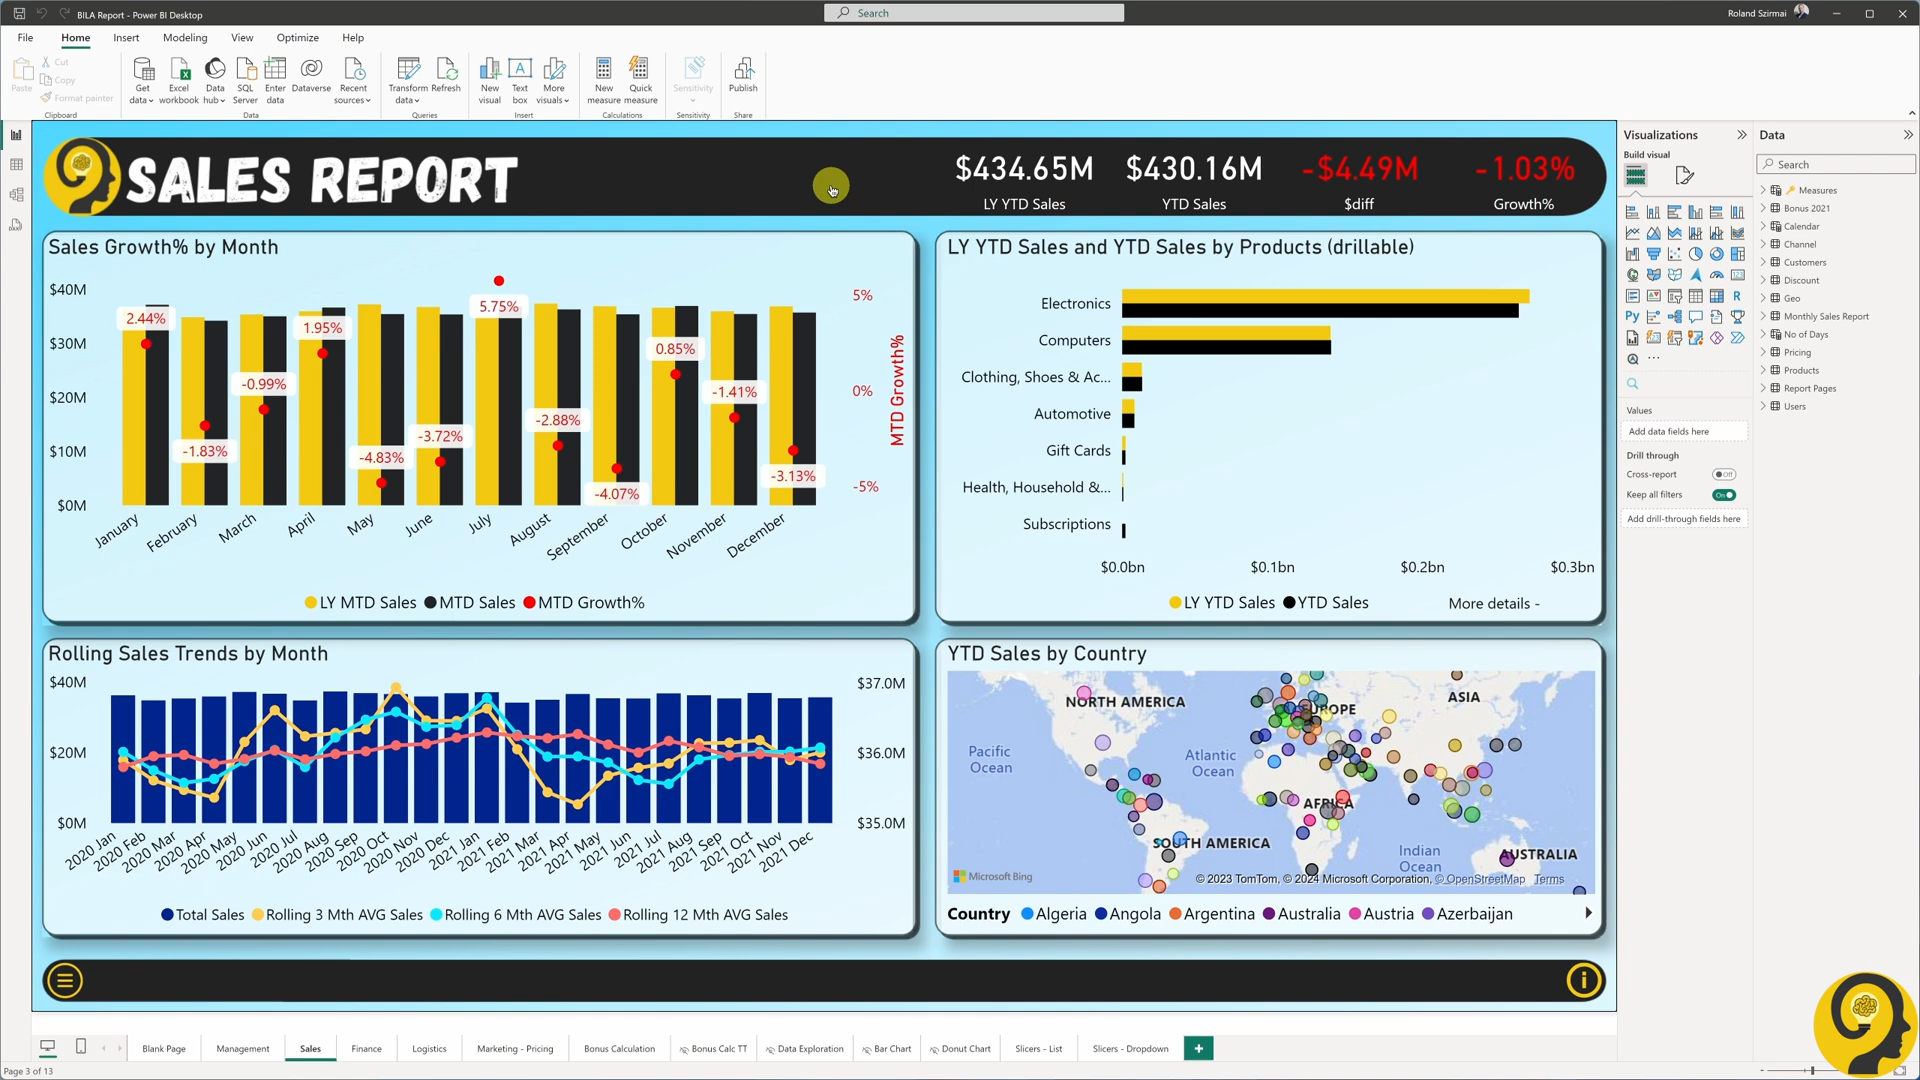 BILA Report - Power BI Desktop
Search
Roland Szirmai
File Home Insert Modeling View Optimize Help
Paste
Cut
Copy
Format painter
Get data
Excel workbook
Data hub
SQL Server
Enter data
Dataverse
Recent sources
Transform data
Refresh
New visual
Text box
More visuals
New measure
Quick measure
Sensitivity
Publish
Clipboard
Data
Queries
Insert
Calculations
Sensitivity
Share
SALES REPORT
$434.65M
LY YTD Sales
$430.16M
YTD Sales
-$4.49M
$diff
-1.03%
Growth%
Sales Growth% by Month
$40M
$30M
$20M
$10M
$0M
2.44%
-1.83%
-0.99%
1.95%
-4.83%
-3.72%
5.75%
-2.88%
-4.07%
0.85%
-1.41%
-3.13%
5%
0%
-5%
MTD Growth%
January
February
March
April
May
June
July
August
September
October
November
December
LY MTD Sales MTD Sales MTD Growth%
LY YTD Sales and YTD Sales by Products (drillable)
Electronics
Computers
Clothing, Shoes & Ac...
Automotive
Gift Cards
Health, Household &...
Subscriptions
$0.0bn $0.1bn $0.2bn $0.3bn
LY YTD Sales YTD Sales
More details -
Rolling Sales Trends by Month
$40M
$20M
$0M
$37.0M
$36.0M
$35.0M
2020 Jan
2020 Feb
2020 Mar
2020 Apr
2020 May
2020 Jun
2020 Jul
2020 Aug
2020 Sep
2020 Oct
2020 Nov
2020 Dec
2021 Jan
2021 Feb
2021 Mar
2021 Apr
2021 May
2021 Jun
2021 Jul
2021 Aug
2021 Sep
2021 Oct
2021 Nov
2021 Dec
Total Sales Rolling 3 Mth AVG Sales Rolling 6 Mth AVG Sales Rolling 12 Mth AVG Sales
YTD Sales by Country
NORTH AMERICA
EUROPE
ASIA
Pacific Ocean
Atlantic Ocean
AFRICA
SOUTH AMERICA
Indian Ocean
AUSTRALIA
Microsoft Bing
© 2023 TomTom, © 2024 Microsoft Corporation, © OpenStreetMap Terms
Country Algeria Angola Argentina Australia Austria Azerbaijan
Visualizations
Build visual
R
Py
Values
Add data fields here
Drill through
Cross-report Off
Keep all filters On
Add drill-through fields here
Data
Search
Measures
Bonus 2021
Calendar
Channel
Customers
Discount
Geo
Monthly Sales Report
No of Days
Pricing
Products
Report Pages
Users
Blank Page Management Sales Finance Logistics Marketing - Pricing Bonus Calculation Bonus Calc TT Data Exploration Bar Chart Donut Chart Slicers - List Slicers - Dropdown
Page 3 of 13